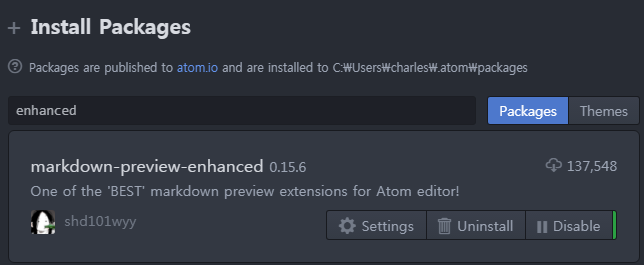 Install Packages
Packages are published to atom.io and are installed to C:₩Users₩charles₩.atom₩packages
enhanced
Packages Themes
markdown-preview-enhanced 0.15.6 137,548
One of the 'BEST' markdown preview extensions for Atom editor!
shd101wyy Settings Uninstall Disable